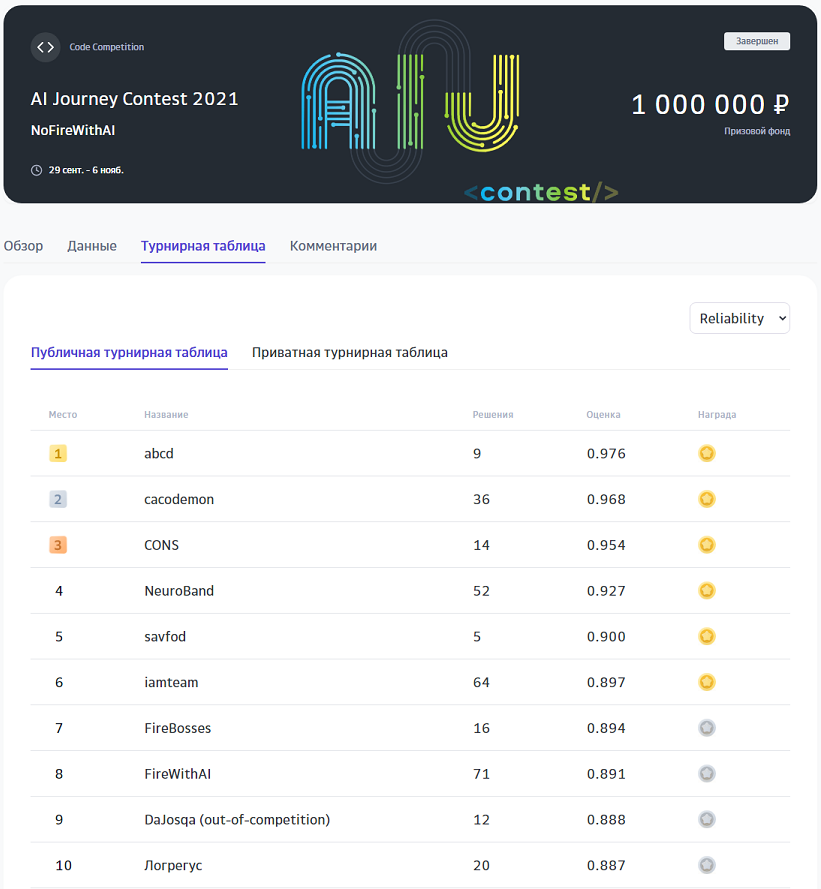 Code Competition
Завершен
AI Journey Contest 2021
1 000 000 ₽
NoFireWithAI
Призовой фонд
29 сент. - 6 нояб.
AIJ
<contest/>
Обзор Данные Турнирная таблица Комментарии
Reliability
Публичная турнирная таблица Приватная турнирная таблица
Место Название Решения Оценка Награда
1 abcd 9 0.976
2 cacodemon 36 0.968
3 CONS 14 0.954
4 NeuroBand 52 0.927
5 savfod 5 0.900
6 iamteam 64 0.897
7 FireBosses 16 0.894
8 FireWithAI 71 0.891
9 DaJosqa (out-of-competition) 12 0.888
10 Логрегус 20 0.887